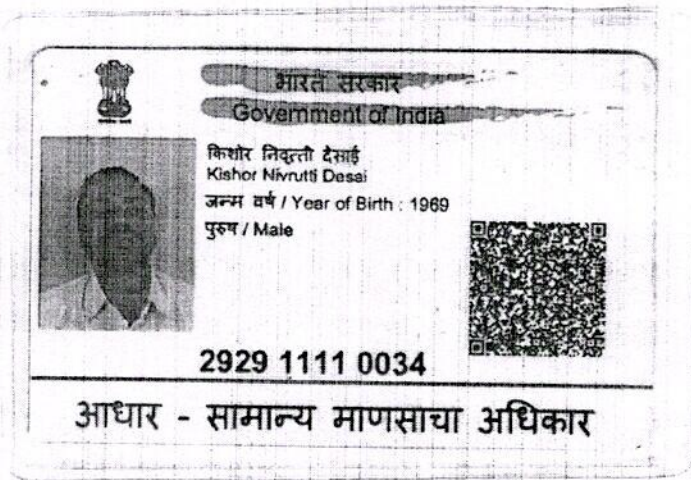 भारत सरकार
Government of India
किशोर निवृत्ती देसाई
Kishor Nivrutti Desai
जन्म वर्ष / Year of Birth : 1969
पुरुष / Male
2929 1111 0034
आधार - सामान्य माणसाचा अधिकार